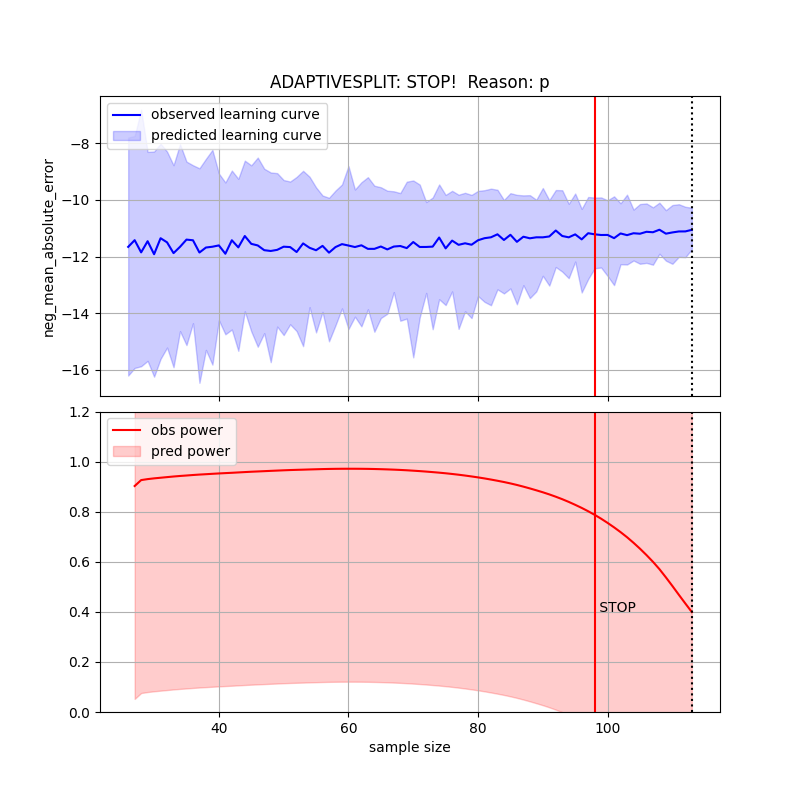 ADAPTIVESPLIT: STOP!  Reason: p
observed learning curve
predicted learning curve
neg_mean_absolute_error
−8
−10
−12
−14
−16
obs power
pred power
1.2
1.0
0.8
0.6
0.4
0.2
0.0
STOP
40
60
80
100
sample size